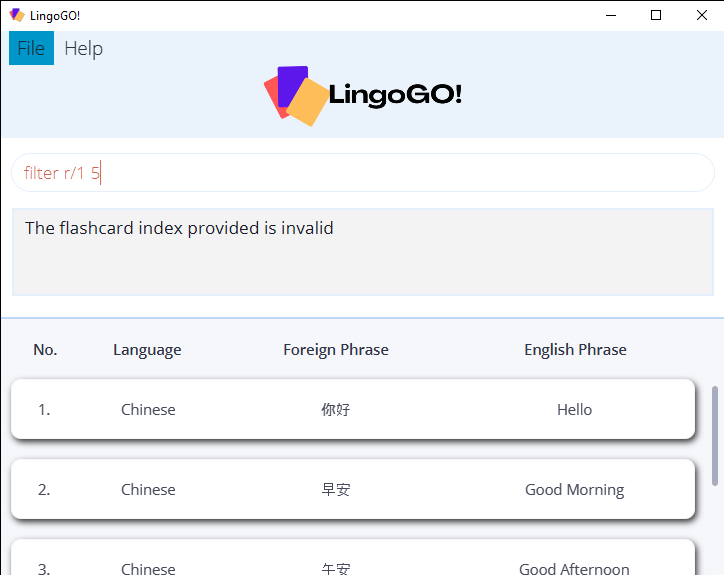 LingoGO!
File Help
LingoGO!
filter r/1 5
The flashcard index provided is invalid
No. Language Foreign Phrase English Phrase
1. Chinese 你好 Hello
2. Chinese 早安 Good Morning
3. Chinese 午安 Good Afternoon